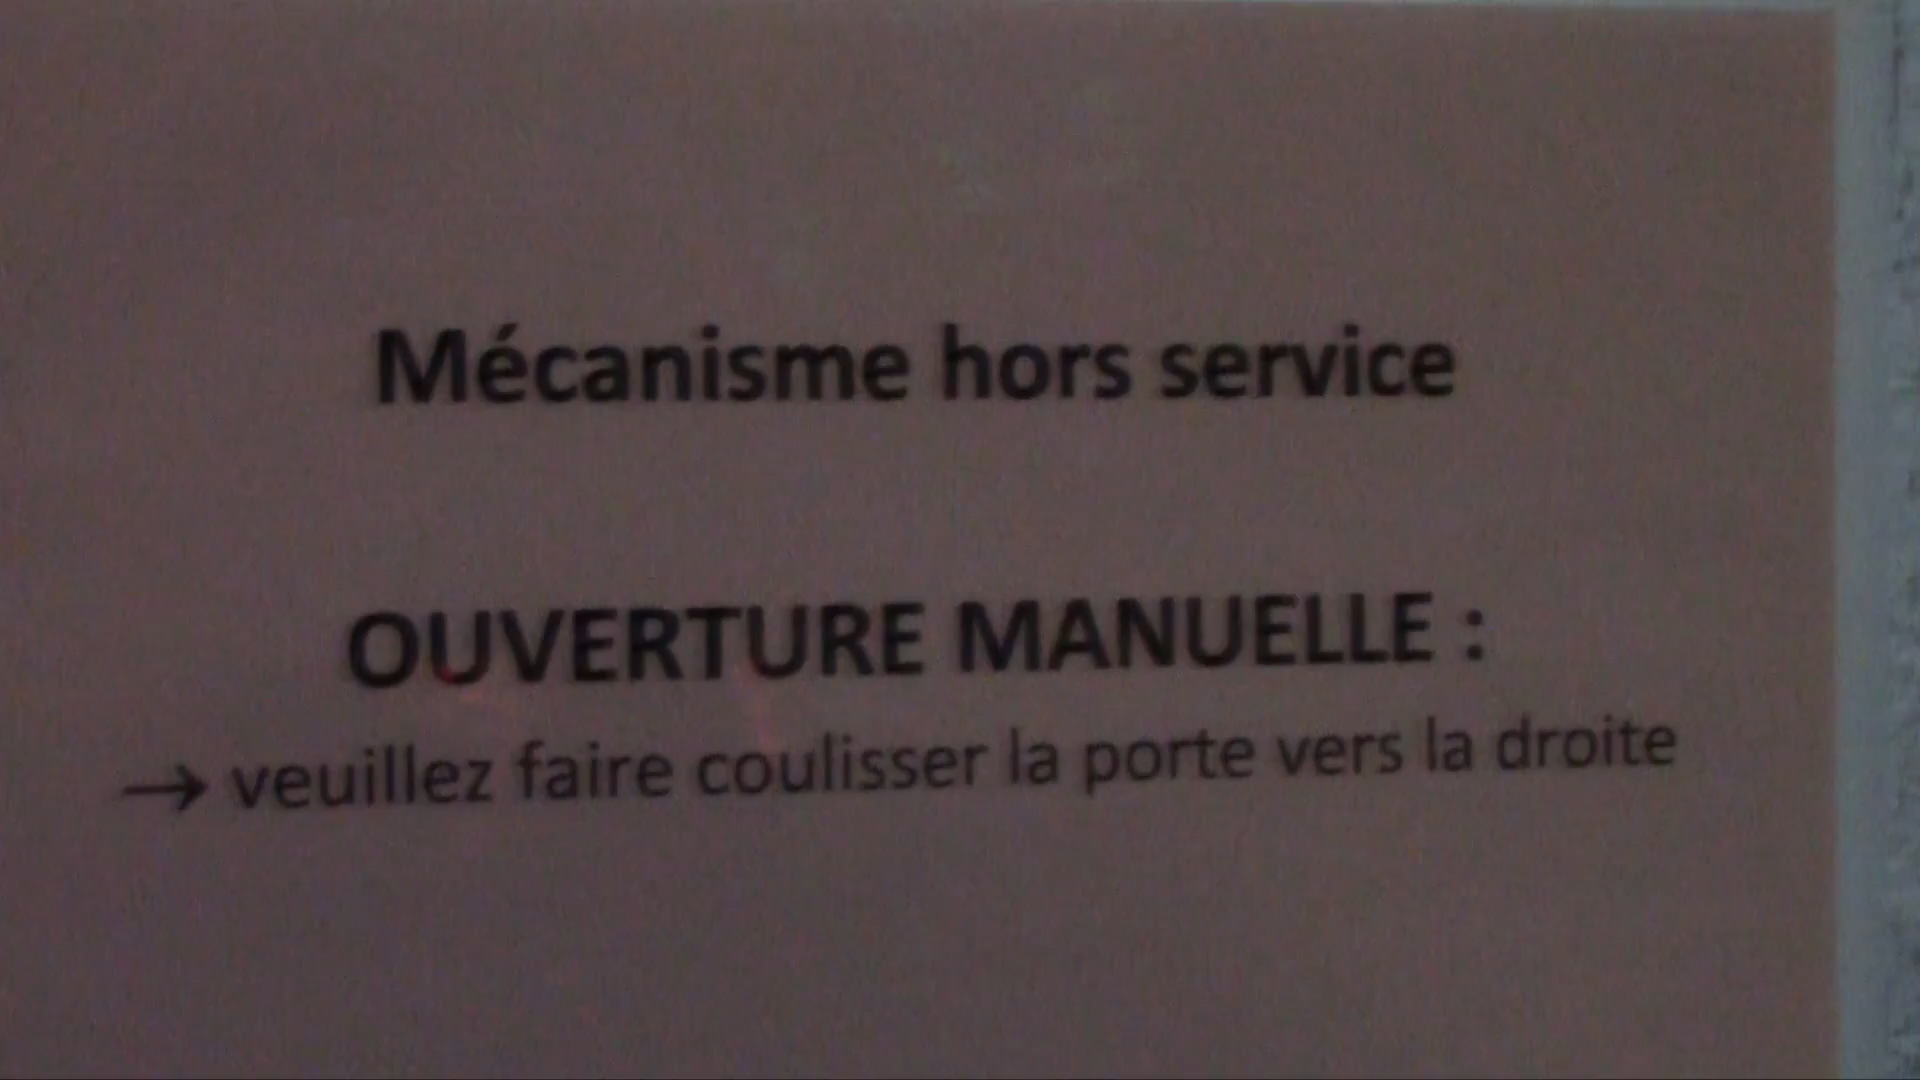 Mécanisme hors service
OUVERTURE MANUELLE :
→ veuillez faire coulisser la porte vers la droite